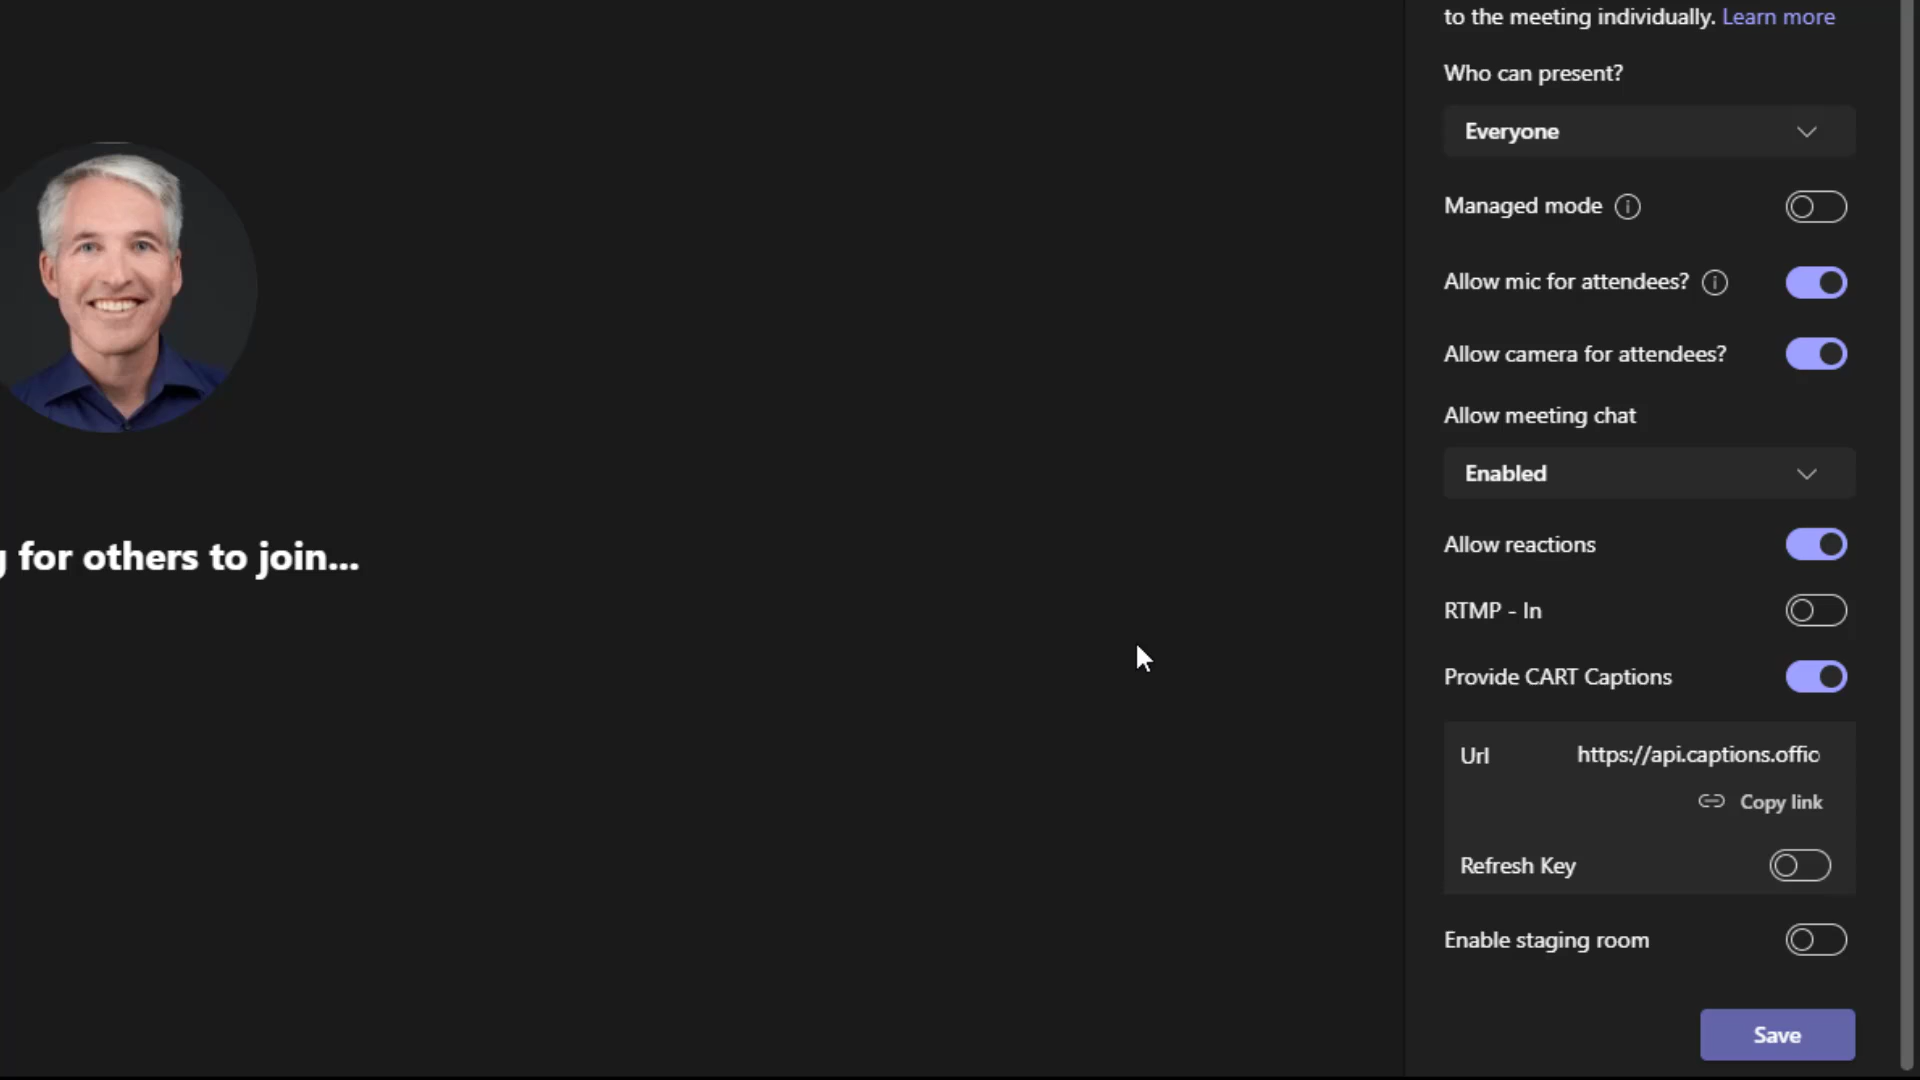 for others to join...
to the meeting individually. Learn more
Who can present?
Everyone
Managed mode
Allow mic for attendees?
Allow camera for attendees?
Allow meeting chat
Enabled
Allow reactions
RTMP - In
Provide CART Captions
Url https://api.captions.offic
Copy link
Refresh Key
Enable staging room
Save